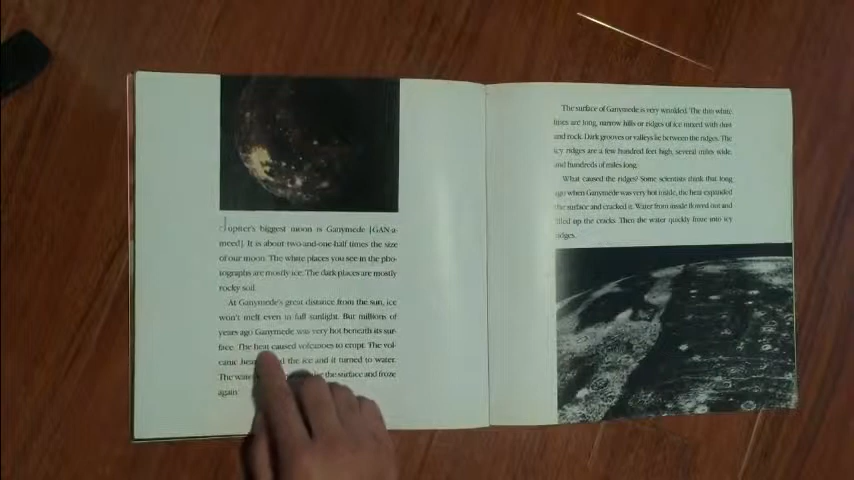 Jupiter's biggest moon is Ganymede [GAN-a-
meed]. It is about two-and-one-half times the size
of our moon. The white places you see in the pho-
tographs are mostly ice. The dark places are mostly
rocky soil.
At Ganymede's great distance from the sun, ice
won't melt even in full sunlight. But millions of
years ago Ganymede was very hot beneath its sur-
face. The heat caused volcanoes to erupt. The vol-
canic the ice and it turned to water.
The the surface and froze
again.
The surface of Ganymede is very wrinkled. The thin white
lines are long, narrow hills or ridges of ice mixed with dust
and rock. Dark grooves or valleys lie between the ridges. The
icy ridges are a few hundred feet high, several miles wide,
and hundreds of miles long.
What caused the ridges? Some scientists think that long
ago when Ganymede was very hot inside, the heat expanded
the surface and cracked it. Water from inside flowed out and
filled up the cracks. Then the water quickly froze into icy
ridges.